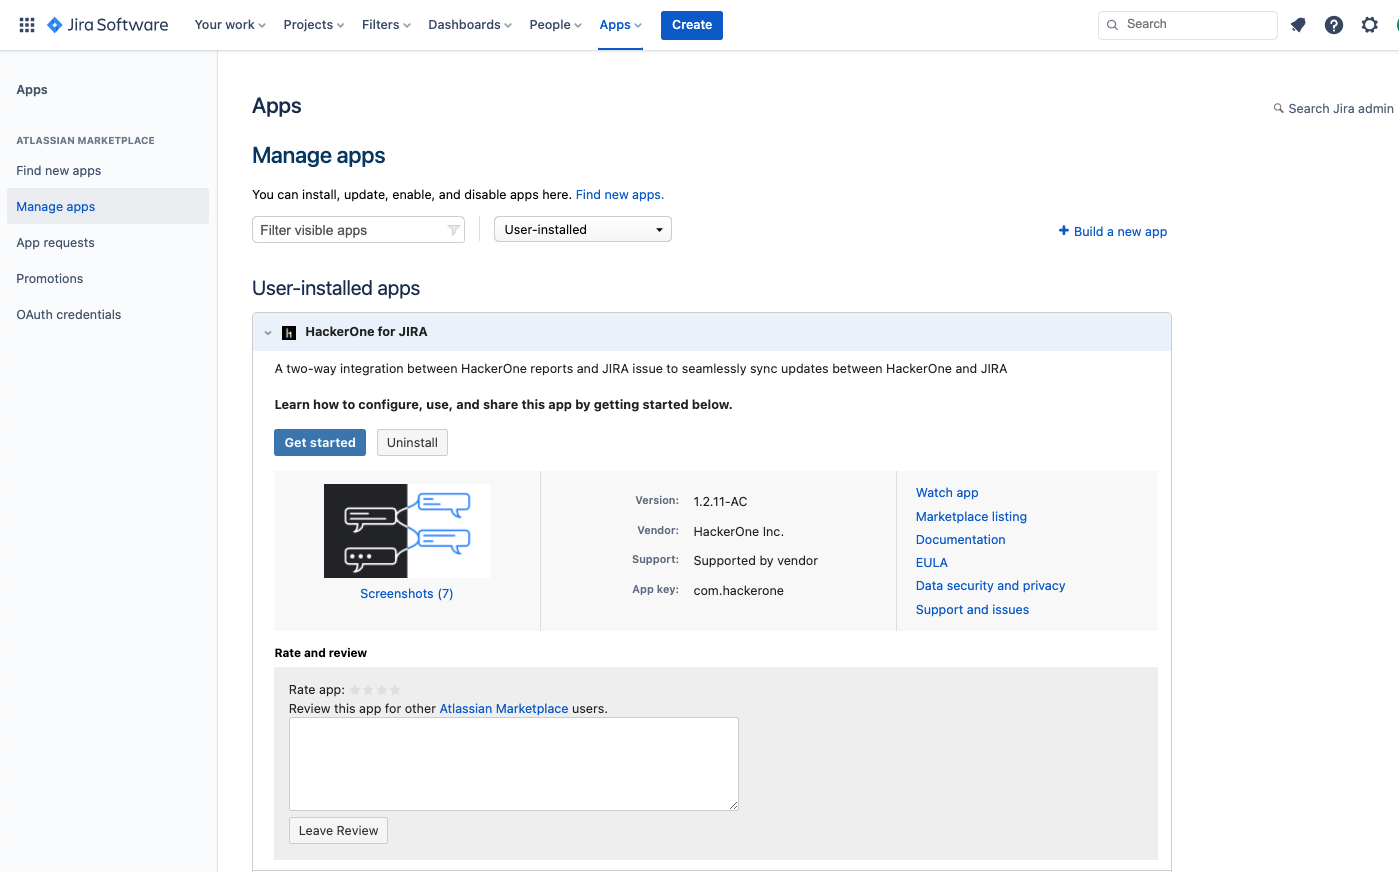 Jira Software
Your work
Projects
Filters
Dashboards
People
Apps
Create
Search
Apps
ATLASSIAN MARKETPLACE
Find new apps
Manage apps
App requests
Promotions
OAuth credentials
Apps
Search Jira admin
Manage apps
You can install, update, enable, and disable apps here. Find new apps.
Filter visible apps
User-installed
Build a new app
User-installed apps
HackerOne for JIRA
A two-way integration between HackerOne reports and JIRA issue to seamlessly sync updates between HackerOne and JIRA
Learn how to configure, use, and share this app by getting started below.
Get started
Uninstall
Screenshots (7)
Version: 1.2.11-AC
Vendor: HackerOne Inc.
Support: Supported by vendor
App key: com.hackerone
Watch app
Marketplace listing
Documentation
EULA
Data security and privacy
Support and issues
Rate and review
Rate app:
Review this app for other Atlassian Marketplace users.
Leave Review